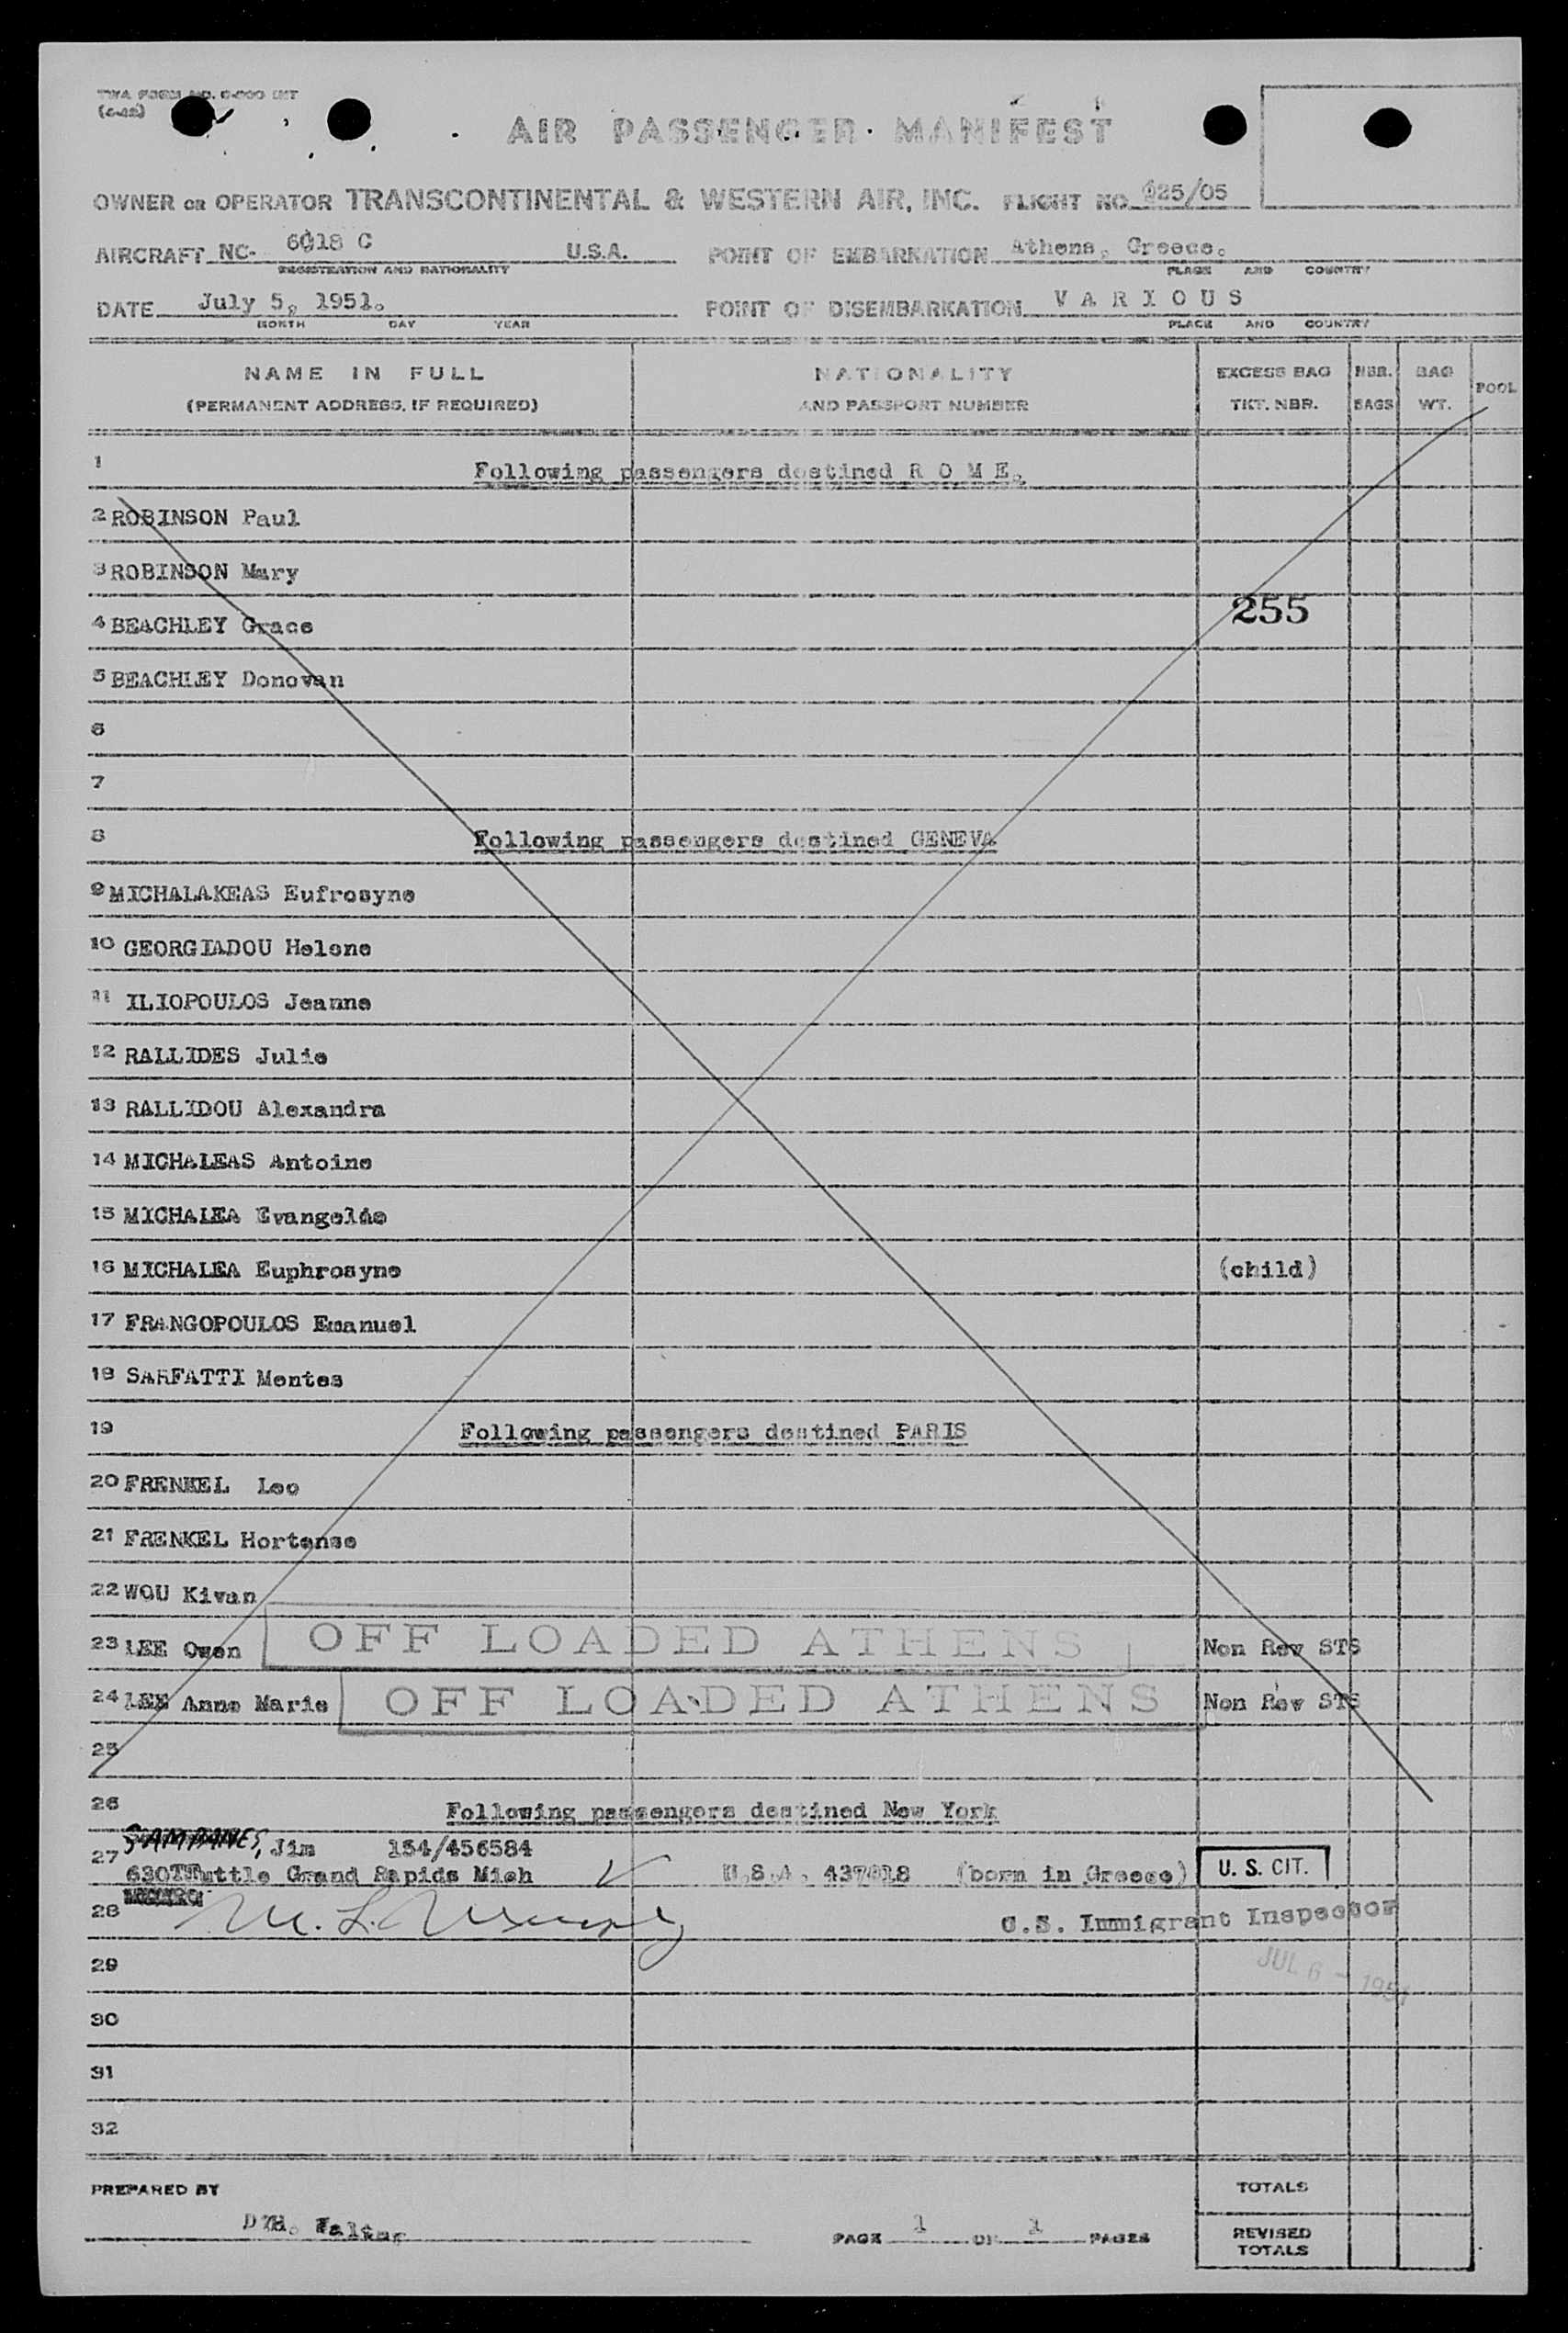 TWA FORM NO. INT
AIR PASSENGER MANIFEST
OWNER OR OPERATOR TRANSCONTINENTAL & WESTERN AIR, INC. FLIGHT NO. 925/05
AIRCRAFT NC- 6018 C U.S.A. POINT OF EMBARKATION Athens, Greece.
REGISTRATION AND NATIONALITY PLACE AND COUNTRY
DATE July 5, 1951. POINT OF DISEMBARKATION V A R I O U S
MONTH DAY YEAR PLACE AND COUNTRY
NAME IN FULL NATIONALITY EXCESS BAG NBR. BAG POOL
(PERMANENT ADDRESS, IF REQUIRED) AND PASSPORT NUMBER TKT. NBR. BAGS WT.
1 Following passengers destined R O M E.
2 ROBINSON Paul
3 ROBINSON Mary
255
4 BEACHLEY Grace
5 BEACHLEY Donovan
6
7
8 Following passengers destined GENEVA
9 MICHALAKEAS Eufrosyne
10 GEORGIADOU Helene
11 ILIOPOULOS Jeanne
12 RALLIDES Julie
13 RALLIDOU Alexandra
14 MICHALEAS Antoine
15 MICHALEA
16 MICHALEA Euphrosyne (child)
17 FRANGOPOULOS Emanuel
18 SARFATTI Mentes
19 Following passengers destined PARIS
20 FRENKEL Leo
21 FRENKEL Hortense
22 WOU Kivan
23 LEE Owen OFF LOADED ATHENS Non Rev STS
24 LEE Anne Marie OFF LOADED ATHENS Non Rev STS
25
26 Following passengers destined New York
27 Jim 154/456584
Tuttle Grand Rapids Mich U.S.A. (born in Greece) U. S. CIT.
28 U.S. Immigrant Inspector
29 JUL 6 - 1951
30
31
32
PREPARED BY TOTALS
PAGE 1 OF 1 PAGES REVISED
TOTALS